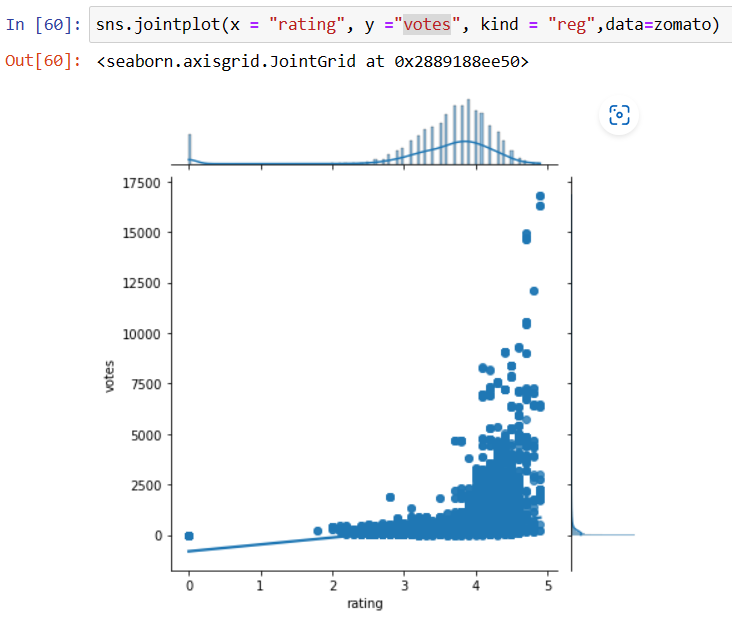 In [60]: sns.jointplot(x = "rating", y ="votes", kind = "reg",data=zomato)
Out[60]: <seaborn.axisgrid.JointGrid at 0x2889188ee50>
17500
15000
12500
10000
7500
5000
2500
0
votes
0 1 2 3 4 5
rating